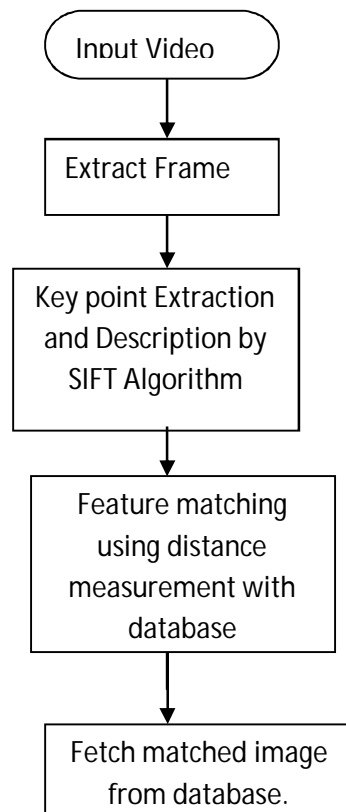 Input Video
Extract Frame
Key point Extraction
and Description by
SIFT Algorithm
Feature matching
using distance
measurement with
database
Fetch matched image
from database.